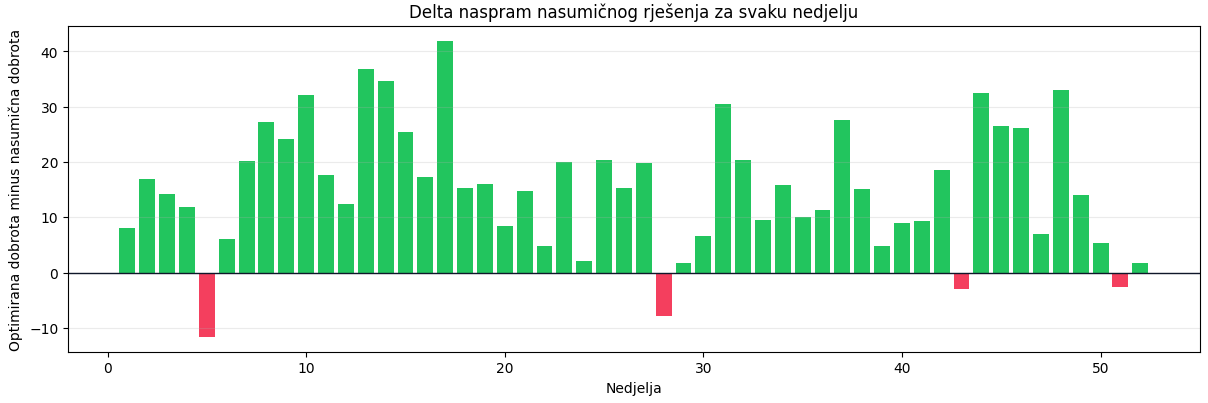 Delta naspram nasumičnog rješenja za svaku nedjelju
Optimirana dobrota minus nasumična dobrota
40
30
20
10
0
−10
0 10 20 30 40 50
Nedjelja